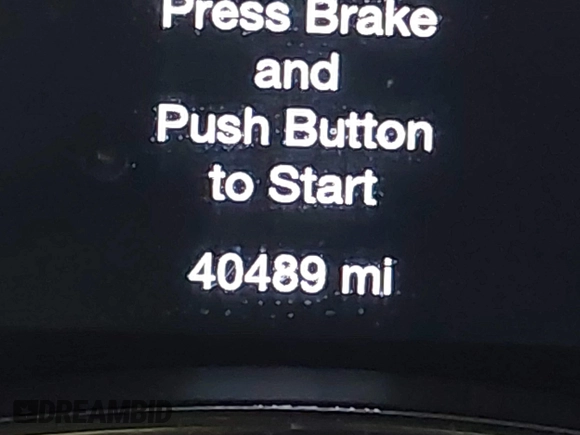 Press Brake
and
Push Button
to Start
40489 mi
DREAMBID